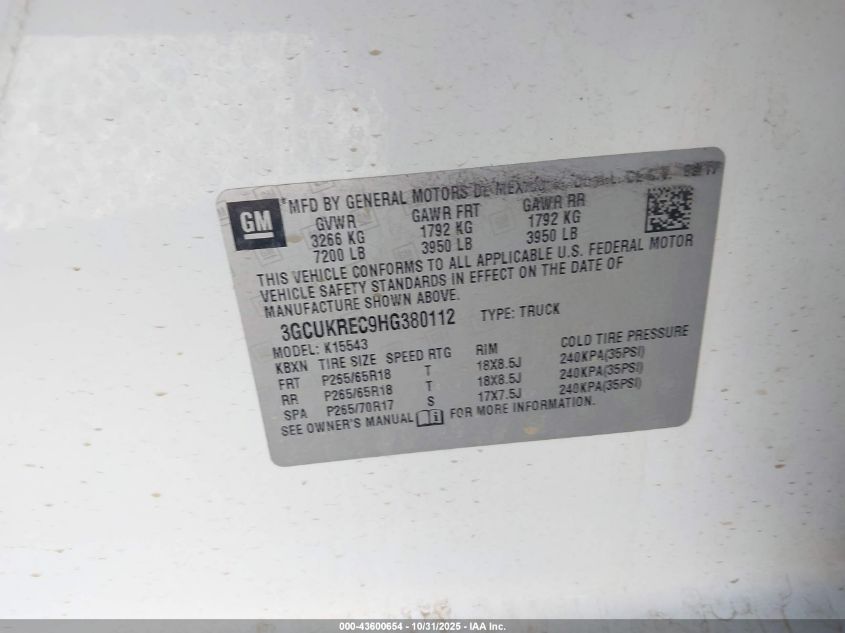 GM
*MFD BY GENERAL MOTORS DE MEXICO
GVWR GAWR FRT GAWR RR
3266 KG 1792 KG 1792 KG
7200 LB 3950 LB 3950 LB
THIS VEHICLE CONFORMS TO ALL APPLICABLE U.S. FEDERAL MOTOR
VEHICLE SAFETY STANDARDS IN EFFECT ON THE DATE OF
MANUFACTURE SHOWN ABOVE.
3GCUKREC9HG380112 TYPE: TRUCK
MODEL: K15543
KBXN TIRE SIZE SPEED RTG RIM COLD TIRE PRESSURE
FRT P265/65R18 T 18X8.5J 240KPA(35PSI)
RR P265/65R18 T 18X8.5J 240KPA(35PSI)
SPA P265/70R17 S 17X7.5J 240KPA(35PSI)
SEE OWNER'S MANUAL FOR MORE INFORMATION.
000-43600654 - 10/31/2025 - IAA Inc.